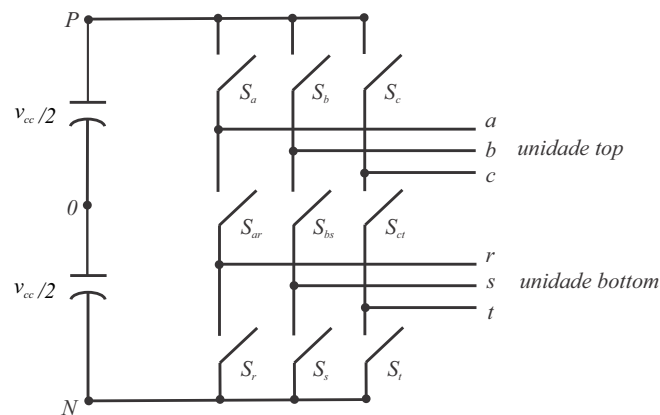 P
v_cc/2
S_a
S_b
S_c
a
b
unidade top
c
0
S_ar
S_bs
S_ct
r
s
unidade bottom
t
v_cc/2
S_r
S_s
S_t
N